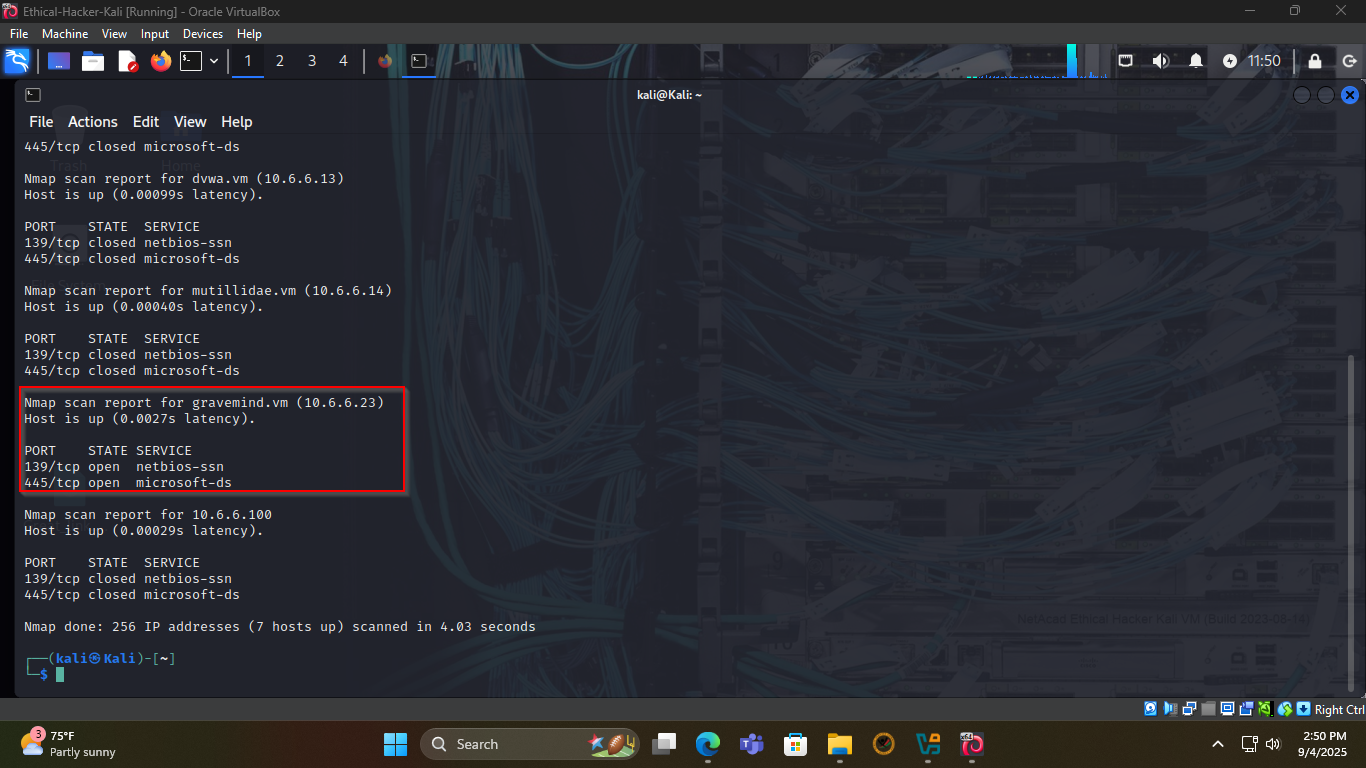 Ethical-Hacker-Kali [Running] - Oracle VirtualBox
File Machine View Input Devices Help
1 2 3 4
11:50
kali@Kali: ~
File Actions Edit View Help
Trash Home
445/tcp closed microsoft-ds
Nmap scan report for dvwa.vm (10.6.6.13)
Host is up (0.00099s latency).
PORT    STATE  SERVICE
139/tcp closed netbios-ssn
445/tcp closed microsoft-ds
Nmap scan report for mutillidae.vm (10.6.6.14)
Host is up (0.00040s latency).
PORT    STATE  SERVICE
139/tcp closed netbios-ssn
445/tcp closed microsoft-ds
Nmap scan report for gravemind.vm (10.6.6.23)
Host is up (0.0027s latency).
PORT    STATE SERVICE
139/tcp open  netbios-ssn
445/tcp open  microsoft-ds
Nmap scan report for 10.6.6.100
Host is up (0.00029s latency).
PORT    STATE  SERVICE
139/tcp closed netbios-ssn
445/tcp closed microsoft-ds
Nmap done: 256 IP addresses (7 hosts up) scanned in 4.03 seconds
NetAcad Ethical Hacker Kali VM (Build 2023-08-14)
┌──(kali㉿Kali)-[~]
└─$
Right Ctrl
3
75°F
Partly sunny
Search
2:50 PM
9/4/2025